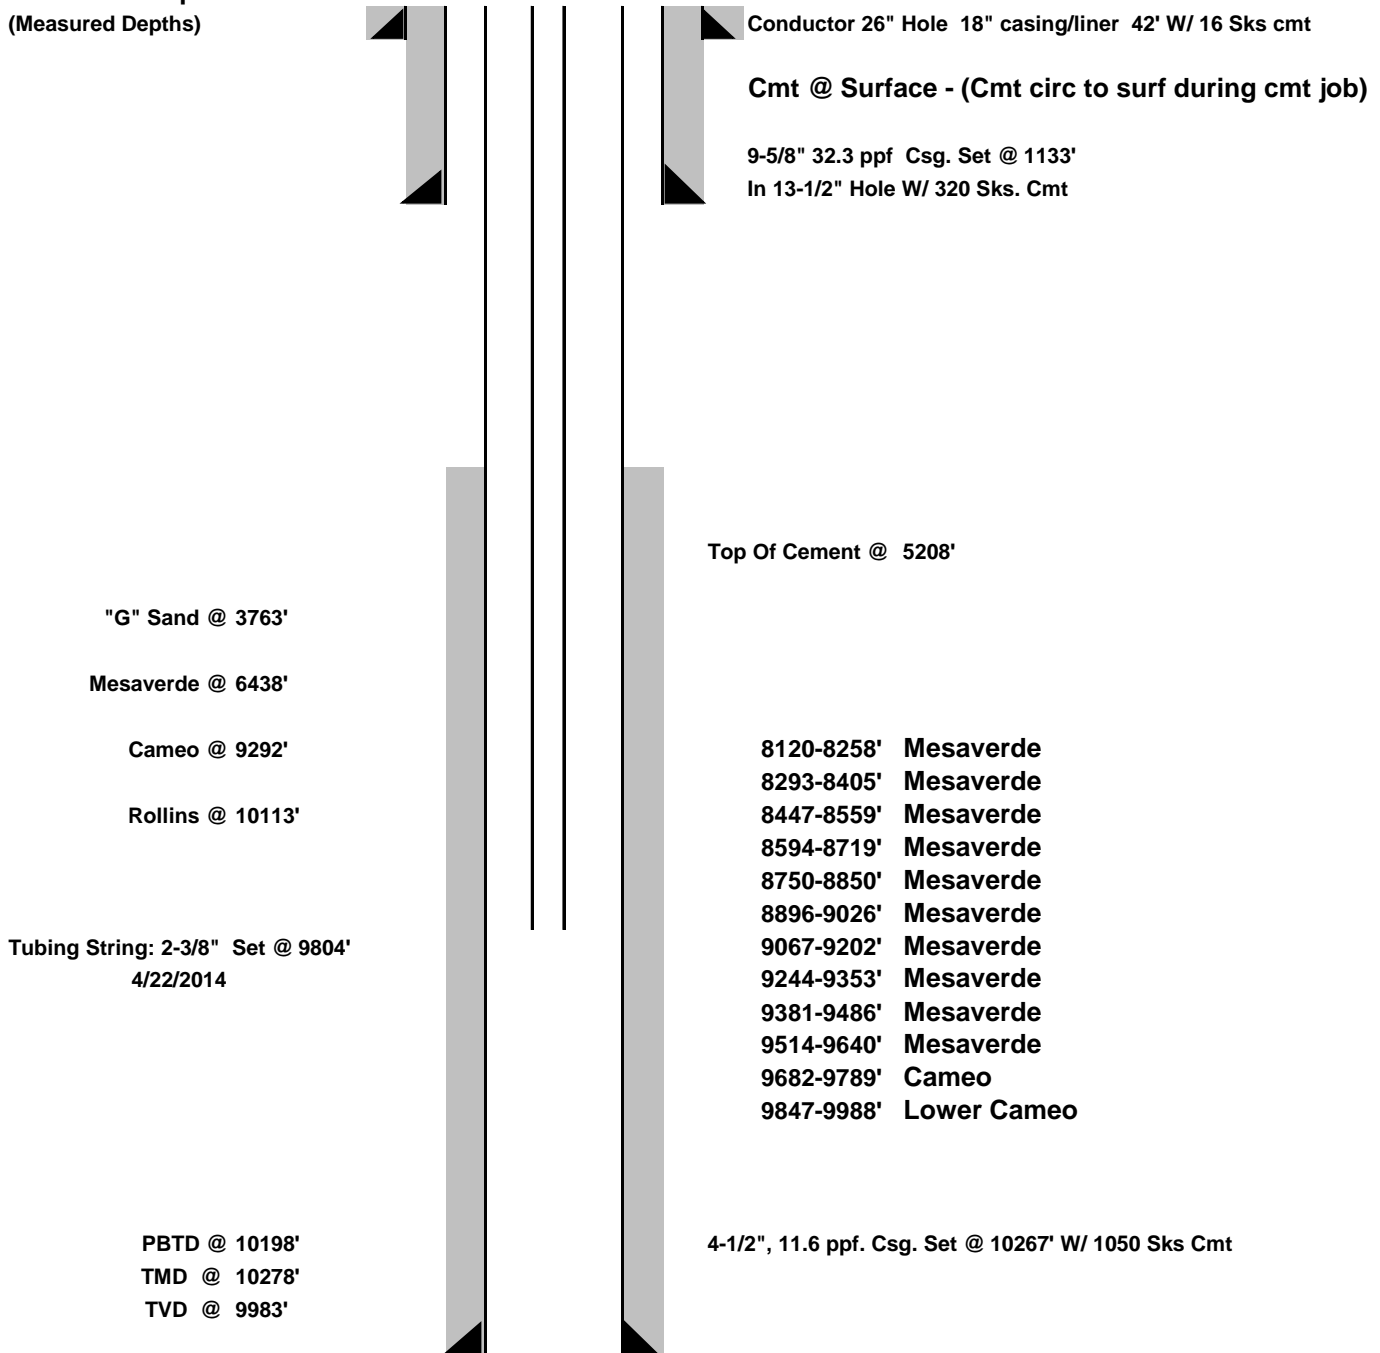 (Measured Depths)
Conductor 26" Hole 18" casing/liner 42' W/ 16 Sks cmt
Cmt @ Surface - (Cmt circ to surf during cmt job)
9-5/8" 32.3 ppf Csg. Set @ 1133'
In 13-1/2" Hole W/ 320 Sks. Cmt
Top Of Cement @ 5208'
"G" Sand @ 3763'
Mesaverde @ 6438'
Cameo @ 9292'
Rollins @ 10113'
8120-8258' Mesaverde
8293-8405' Mesaverde
8447-8559' Mesaverde
8594-8719' Mesaverde
8750-8850' Mesaverde
8896-9026' Mesaverde
9067-9202' Mesaverde
9244-9353' Mesaverde
9381-9486' Mesaverde
9514-9640' Mesaverde
9682-9789' Cameo
9847-9988' Lower Cameo
Tubing String: 2-3/8" Set @ 9804'
4/22/2014
PBTD @ 10198'
TMD @ 10278'
TVD @ 9983'
4-1/2", 11.6 ppf. Csg. Set @ 10267' W/ 1050 Sks Cmt